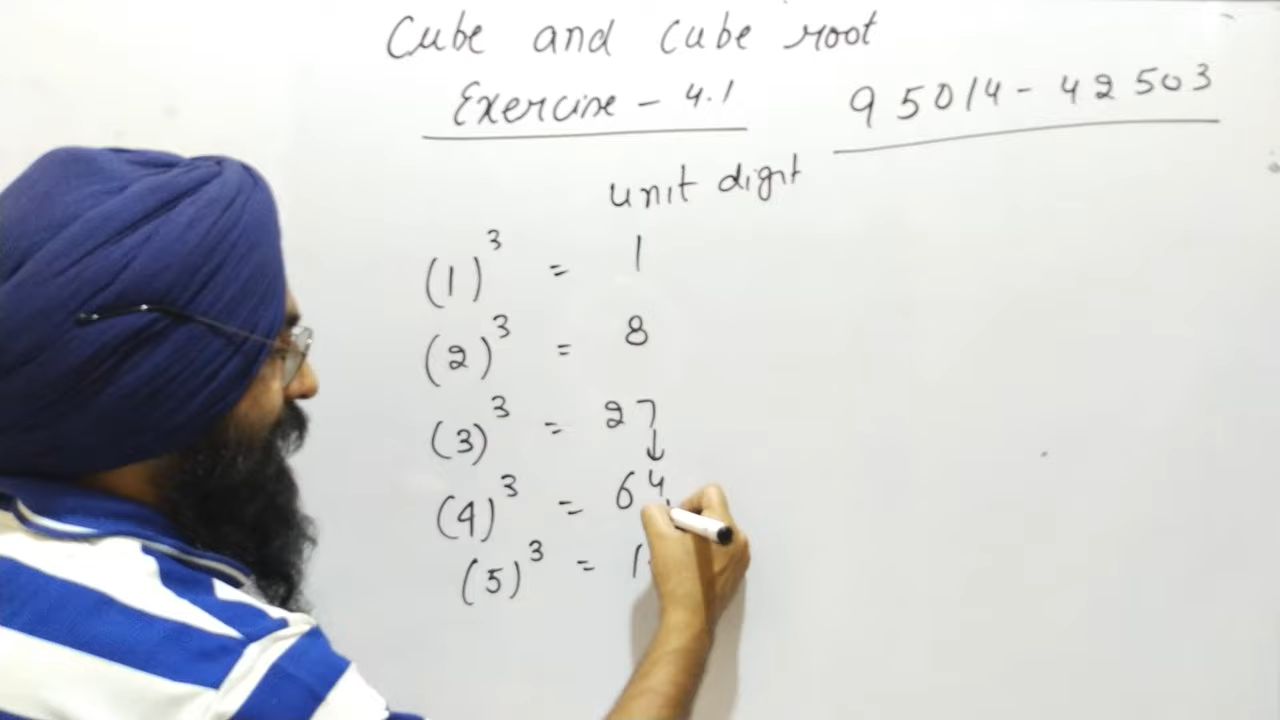 Cube and cube root
Exercise - 4.1
95014-42503
unit digit
(1)³ = 1
(2)³ = 8
(3)³ = 27
↓
(4)³ = 64
(5)³ = 1